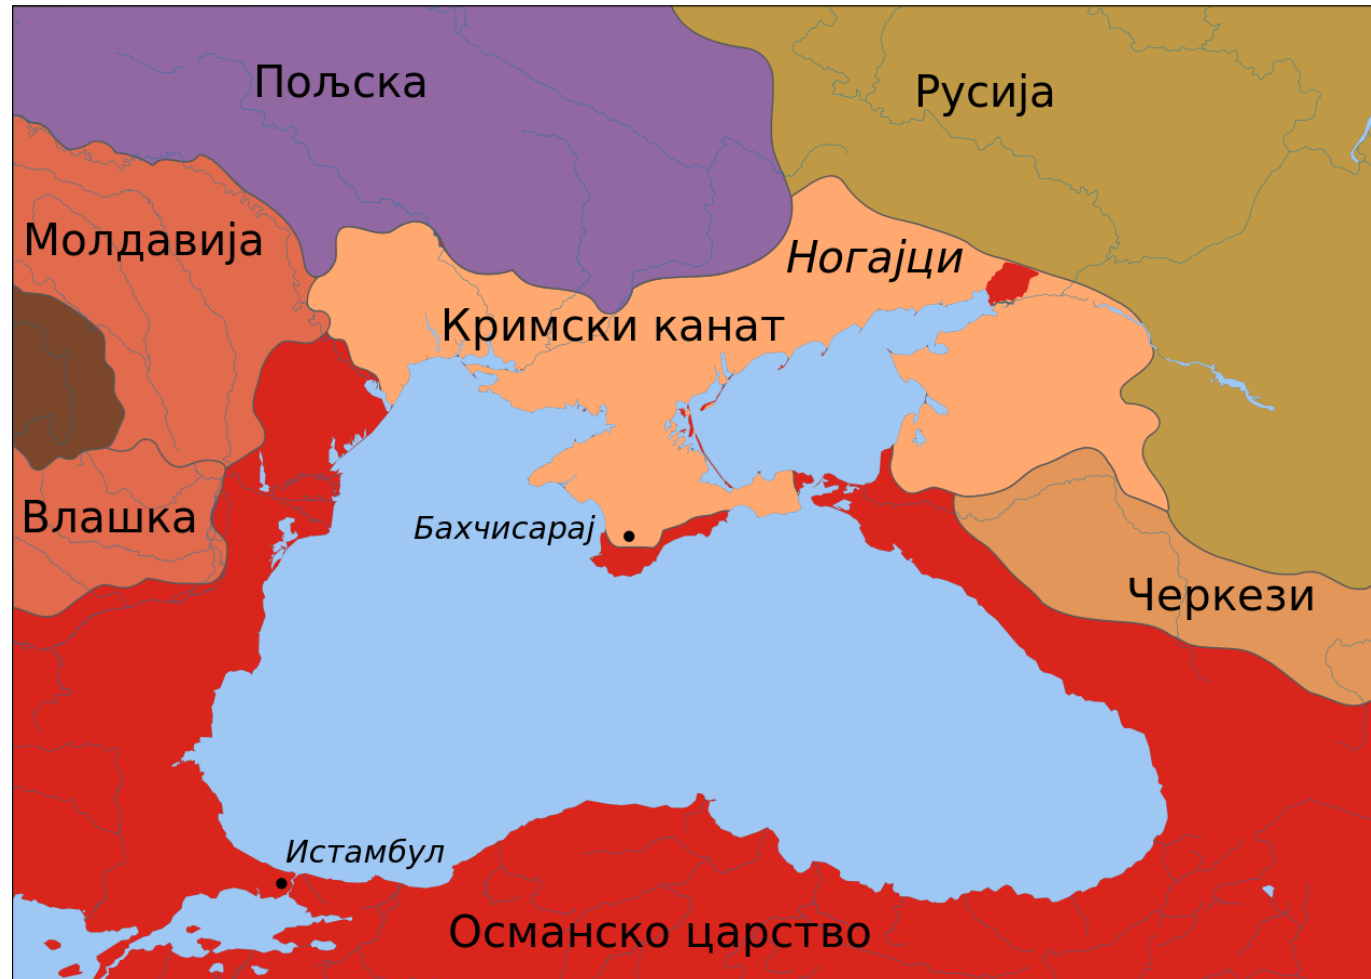 Пољска
Русија
Молдавија
Ногајци
Кримски канат
Влашка
Бахчисарај
Черкези
Истамбул
Османско царство